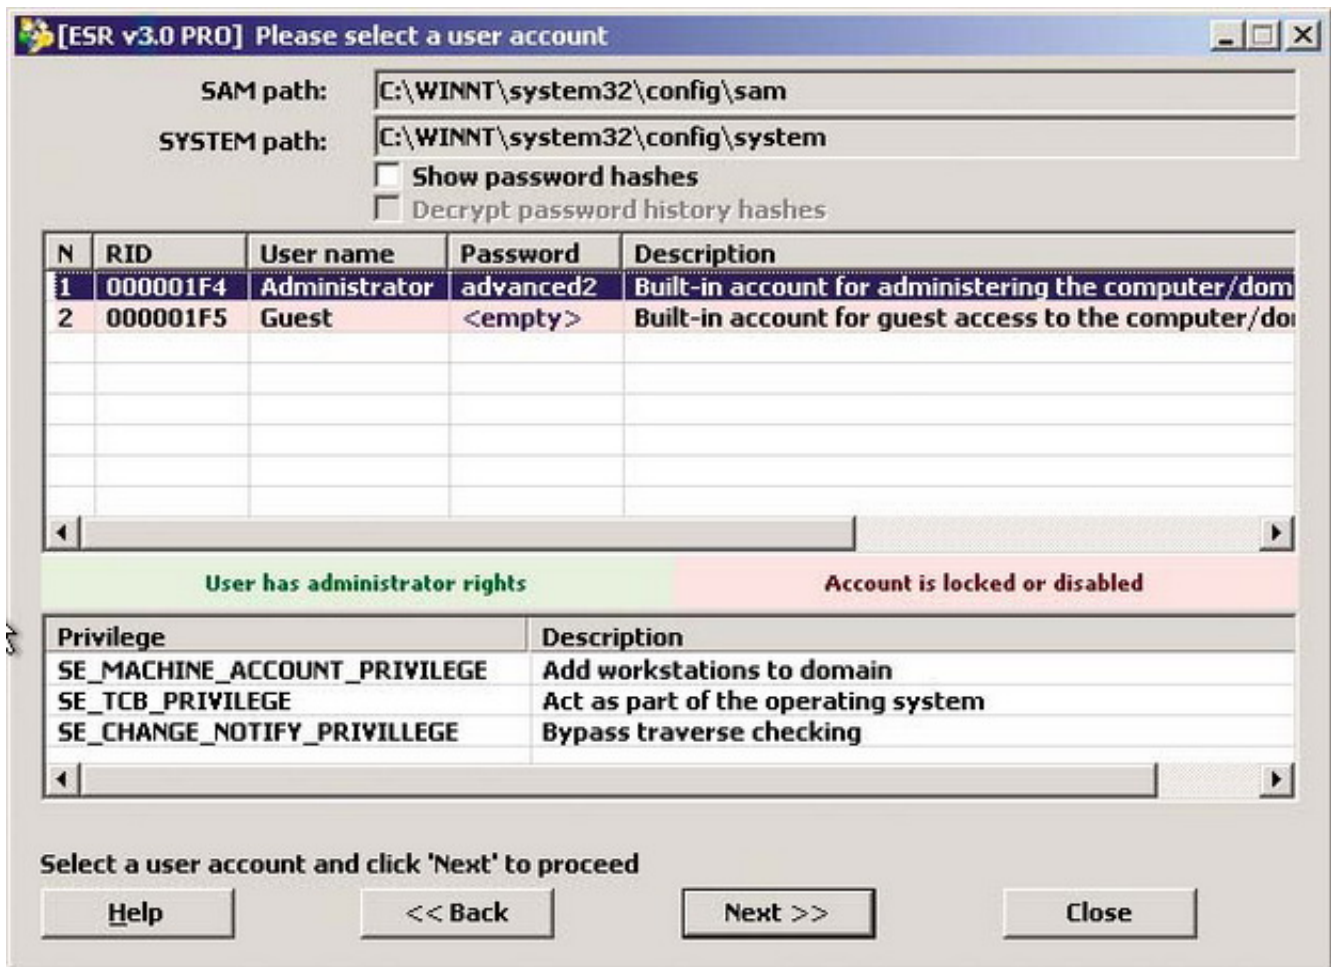 [ESR v3.0 PRO] Please select a user account
SAM path: C:\WINNT\system32\config\sam
SYSTEM path: C:\WINNT\system32\config\system
Show password hashes
Decrypt password history hashes
N RID User name Password Description
1 000001F4 Administrator advanced2 Built-in account for administering the computer/dom
2 000001F5 Guest <empty> Built-in account for guest access to the computer/do
User has administrator rights Account is locked or disabled
Privilege Description
SE_MACHINE_ACCOUNT_PRIVILEGE Add workstations to domain
SE_TCB_PRIVILEGE Act as part of the operating system
SE_CHANGE_NOTIFY_PRIVILLEGE Bypass traverse checking
Select a user account and click 'Next' to proceed
Help << Back Next >> Close